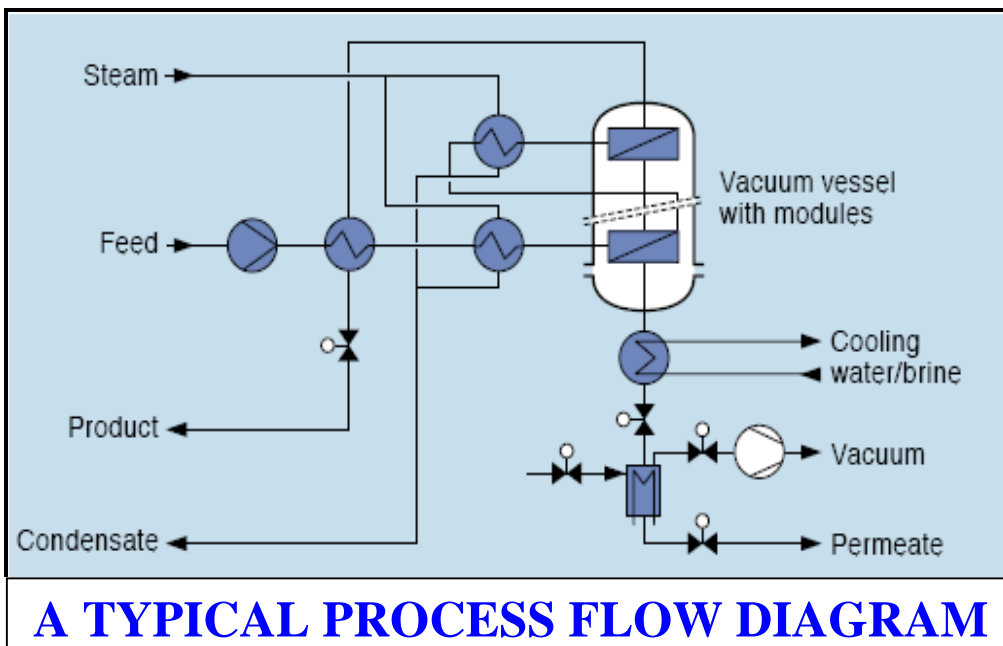 Steam
Vacuum vessel
with modules
Feed
Cooling
water/brine
Product
Vacuum
Condensate
Permeate
A TYPICAL PROCESS FLOW DIAGRAM